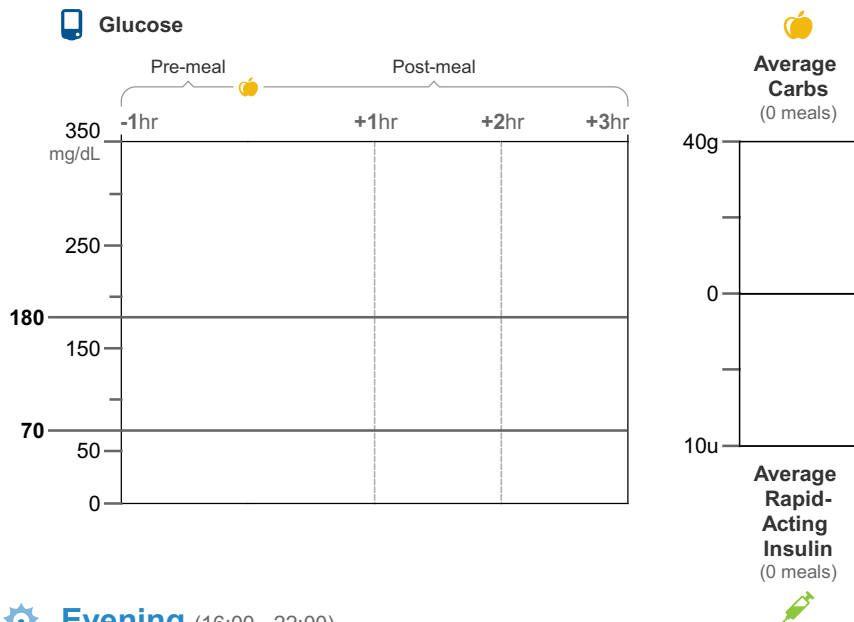 Glucose
Pre-meal
Post-meal
-1hr
+1hr
+2hr
+3hr
350
mg/dL
250
180
150
70
50
0
Average
Carbs
(0 meals)
40g
0
10u
Average
Rapid-
Acting
Insulin
(0 meals)
Evening (16:00 - 22:00)